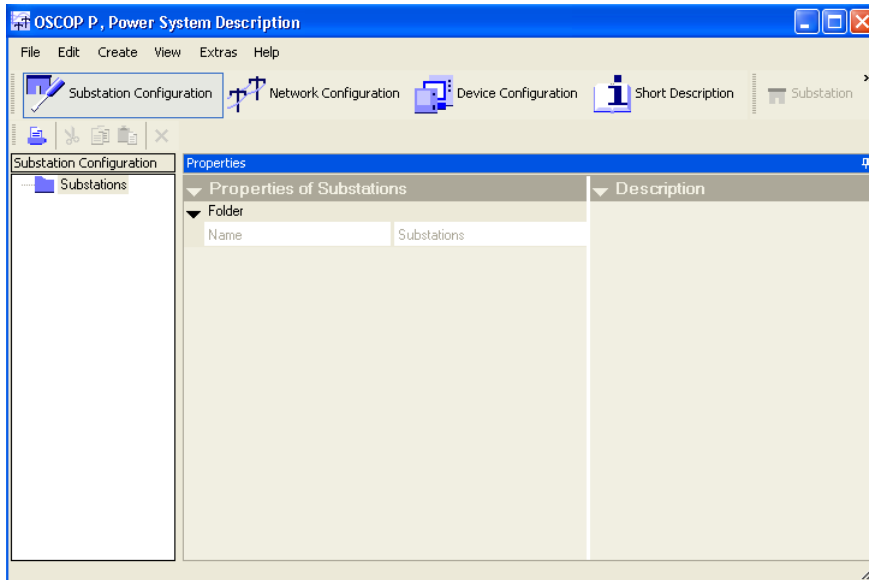 OSCOP P, Power System Description
File Edit Create View Extras Help
Substation Configuration Network Configuration Device Configuration Short Description Substation
Substation Configuration Properties
Substations Properties of Substations Description
Folder
Name Substations